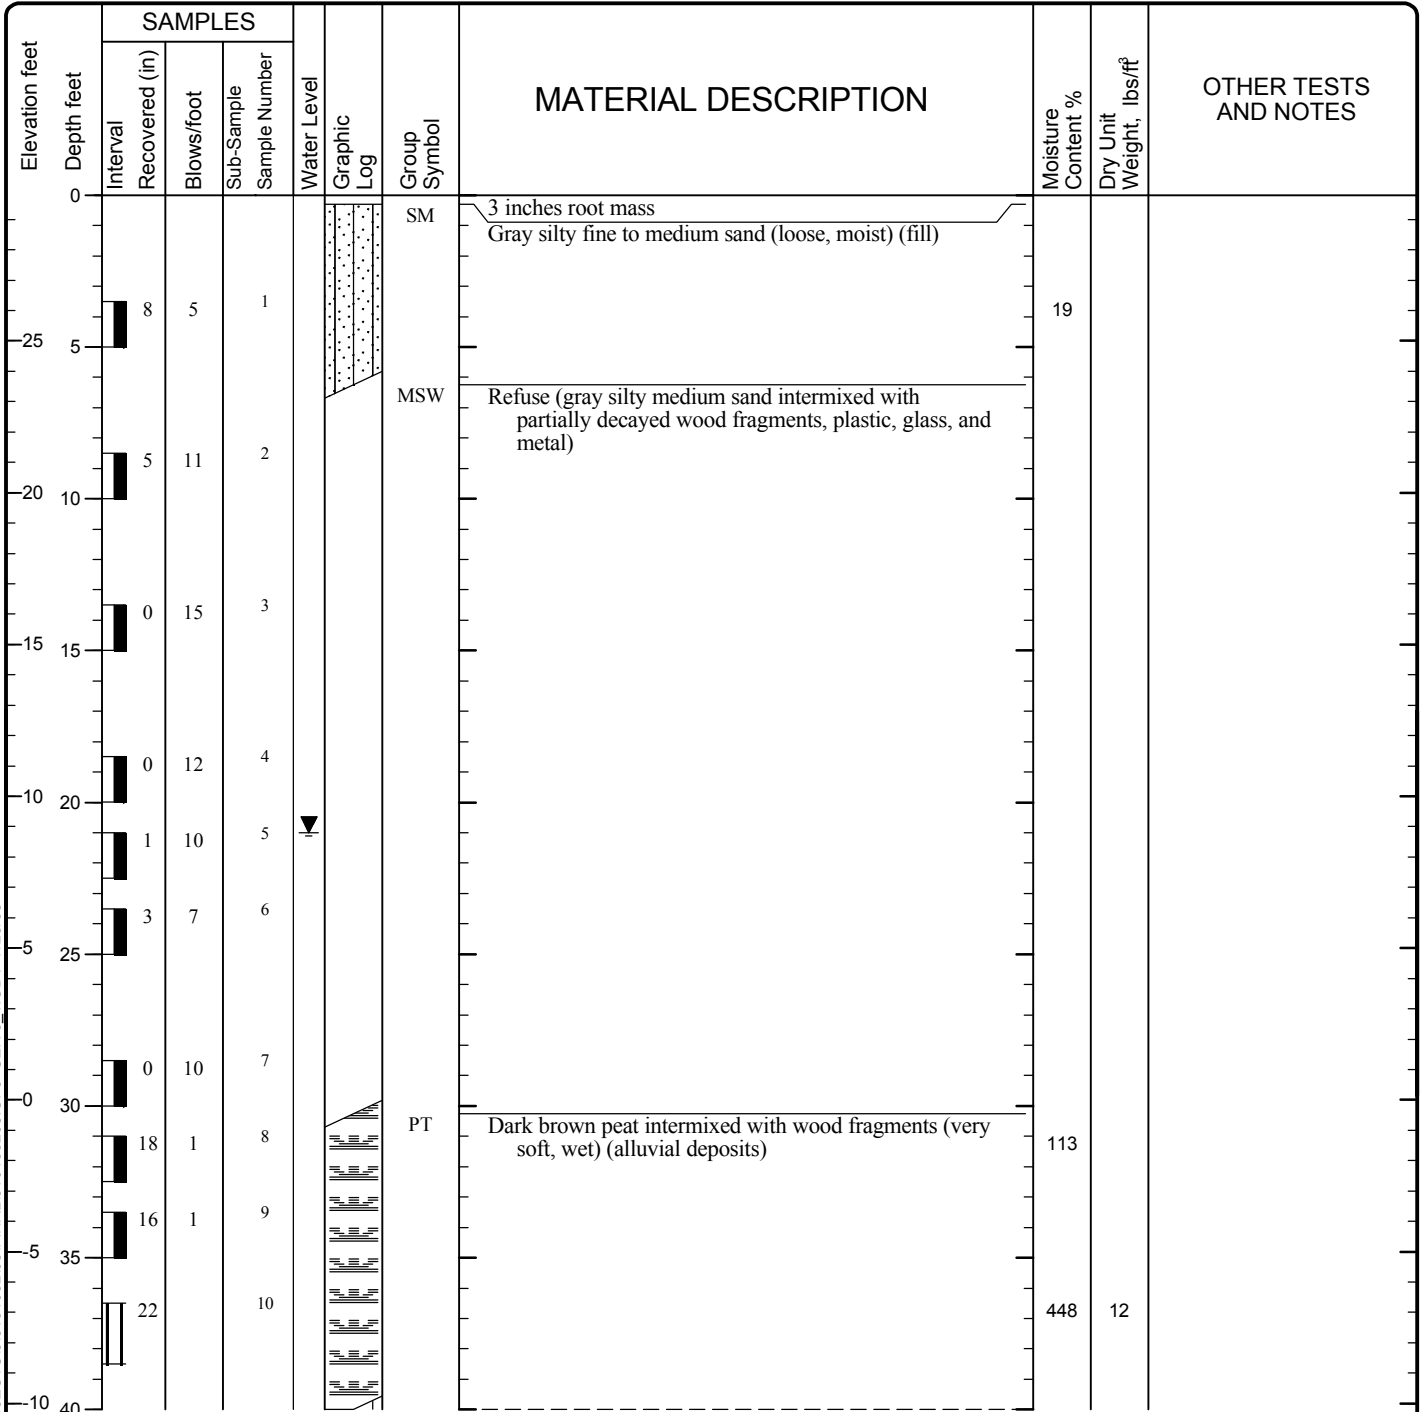 SAMPLES
Elevation feet
Depth feet
Interval
Recovered (in)
Blows/foot
Sub-Sample
Sample Number
Water Level
Graphic
Log
Group
Symbol
MATERIAL DESCRIPTION
Moisture
Content %
Dry Unit
Weight, lbs/ft³
OTHER TESTS
AND NOTES
0
SM
3 inches root mass
Gray silty fine to medium sand (loose, moist) (fill)
8 5 1 19
25
5
MSW
Refuse (gray silty medium sand intermixed with
partially decayed wood fragments, plastic, glass, and
metal)
5 11 2
20
10
0 15 3
15
15
0 12 4
10
20
1 10 5
3 7 6
5
25
0 10 7
0
30
PT
Dark brown peat intermixed with wood fragments (very
soft, wet) (alluvial deposits)
18 1 8 113
16 1 9
-5
35
22 10 448 12
-10
40